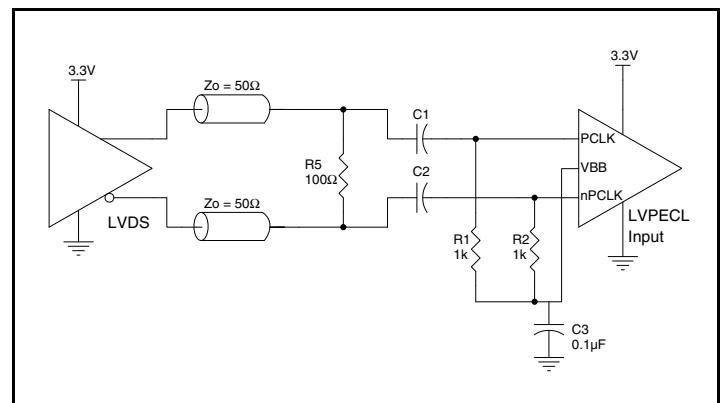 3.3V
Zo = 50Ω
3.3V
C1
PCLK
R5
100Ω
VBB
C2
nPCLK
Zo = 50Ω
LVDS
LVPECL
Input
R1
1k
R2
1k
C3
0.1µF